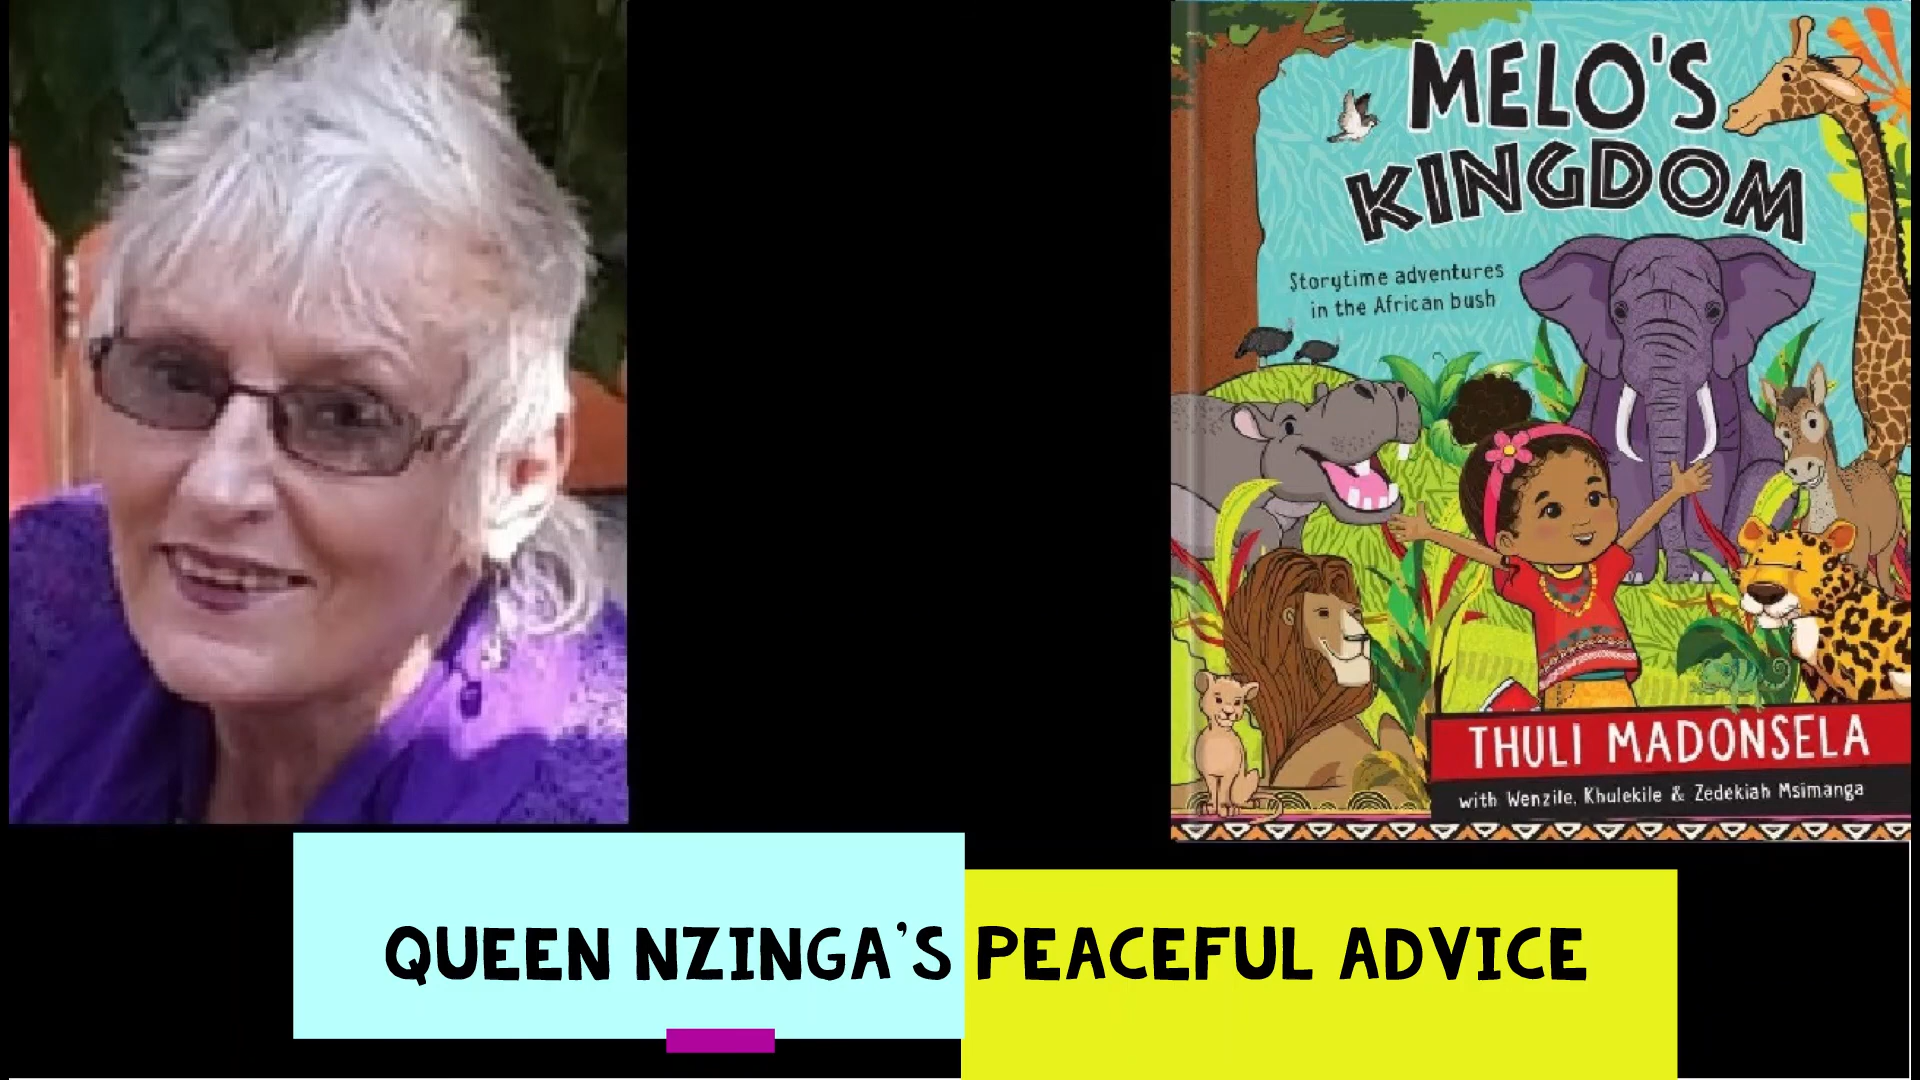 MELO'S
KINGDOM
Storytime adventures
in the African bush
THULI MADONSELA
with Wenzile, Khulekile & Zedekiah Msimanga
QUEEN NZINGA'S PEACEFUL ADVICE